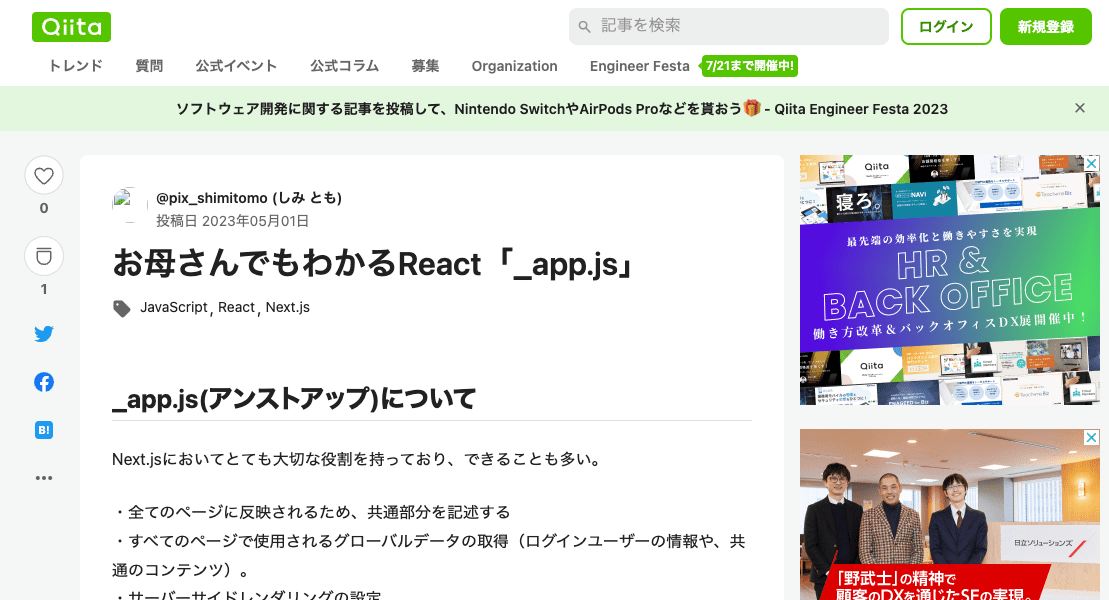 Qiita
記事を検索
ログイン
新規登録
トレンド 質問 公式イベント 公式コラム 募集 Organization Engineer Festa 7/21まで開催中!
ソフトウェア開発に関する記事を投稿して、Nintendo SwitchやAirPods Proなどを貰おう🎁 - Qiita Engineer Festa 2023
0
1
B!
@pix_shimitomo (しみ とも)
投稿日 2023年05月01日
お母さんでもわかるReact「_app.js」
JavaScript, React, Next.js
_app.js(アンストアップ)について
Next.jsにおいてとても大切な役割を持っており、できることも多い。
・全てのページに反映されるため、共通部分を記述する
・すべてのページで使用されるグローバルデータの取得（ログインユーザーの情報や、共
通のコンテンツ）。
・サーバーサイドレンダリングの設定
Qiita
寝ろ。
最先端の効率化と働きやすさを実現
HR &
BACK OFFICE
働き方改革&バックオフィスDX展開催中！
Qiita
日立ソリューションズ
「野武士」の精神で
顧客のDXを通じたSEの実現。